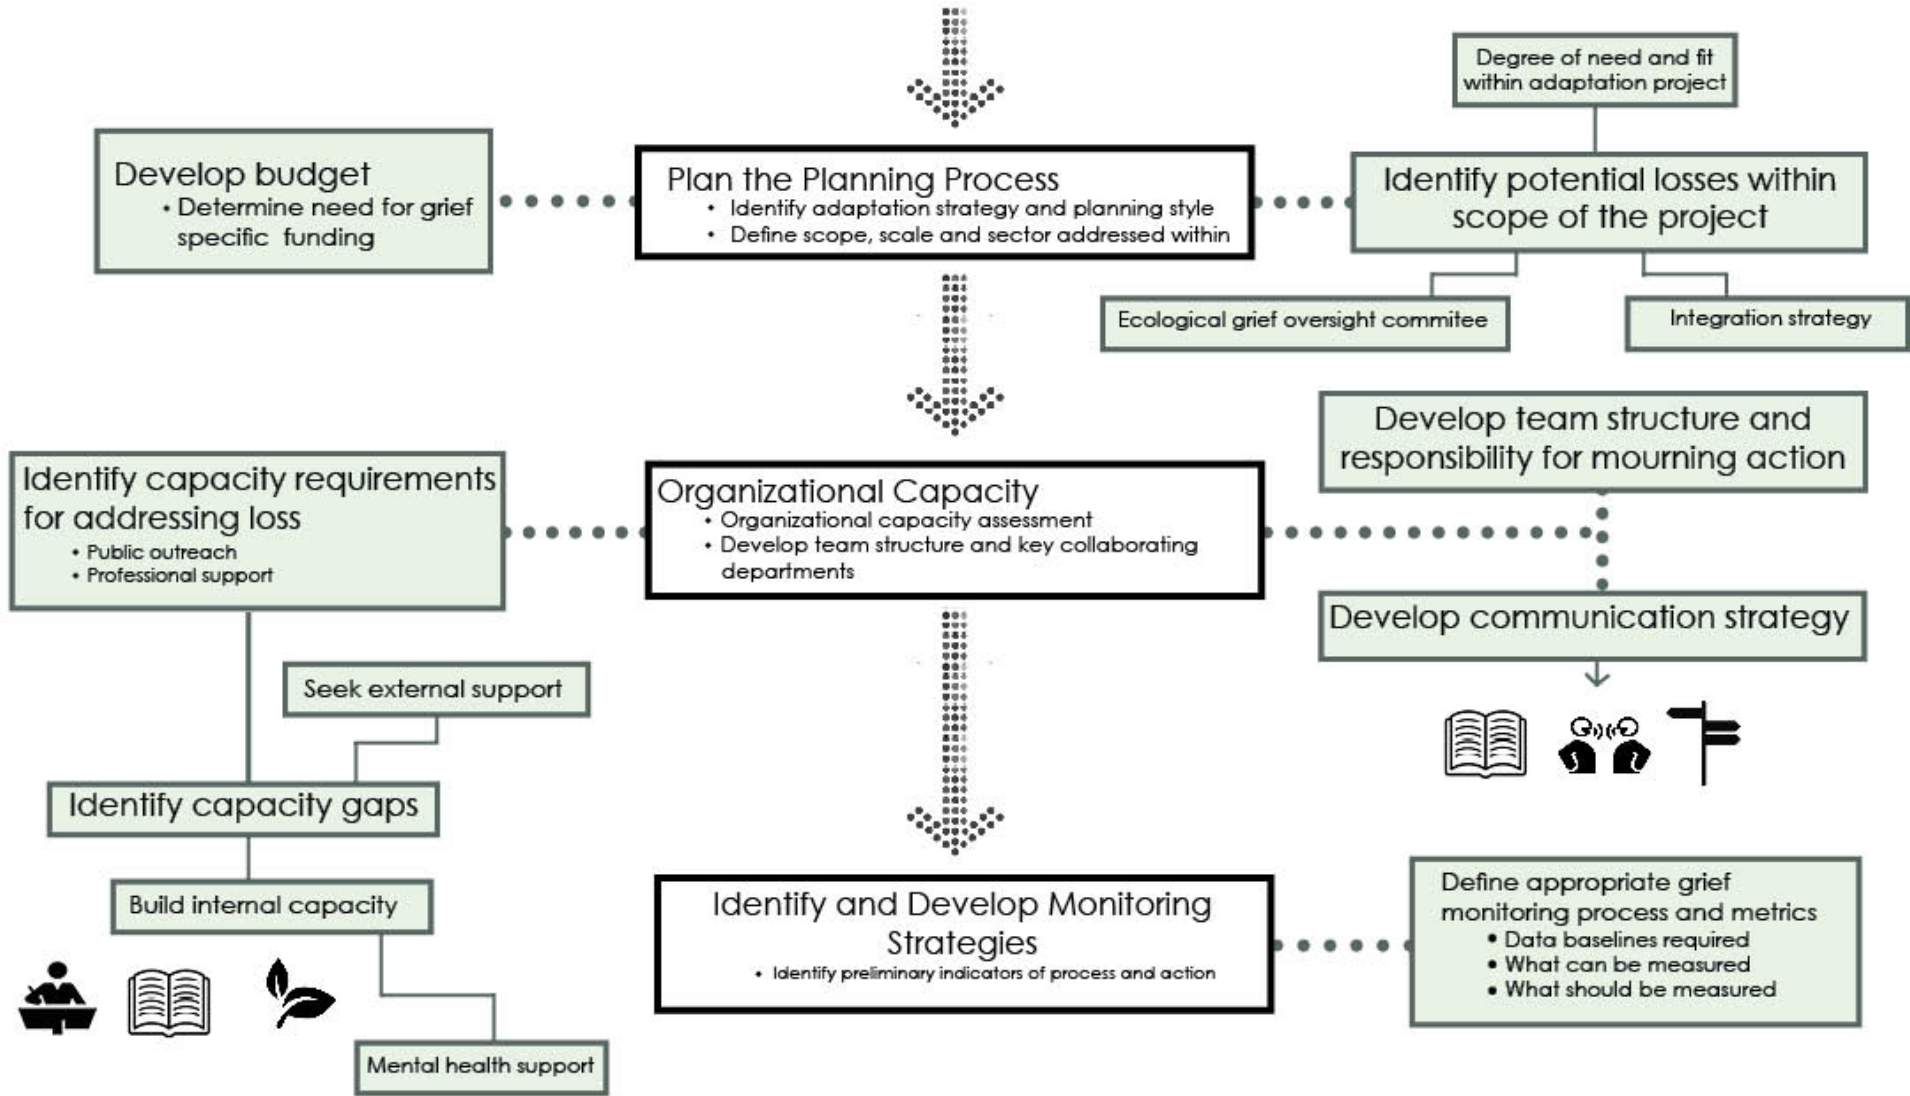 Degree of need and fit
within adaptation project
Develop budget
• Determine need for grief
specific funding
Plan the Planning Process
• Identify adaptation strategy and planning style
• Define scope, scale and sector addressed within
Identify potential losses within
scope of the project
Ecological grief oversight commitee
Integration strategy
Develop team structure and
responsibility for mourning action
Identify capacity requirements
for addressing loss
• Public outreach
• Professional support
Organizational Capacity
• Organizational capacity assessment
• Develop team structure and key collaborating
departments
Develop communication strategy
Seek external support
Identify capacity gaps
Build internal capacity
Mental health support
Identify and Develop Monitoring
Strategies
• Identify preliminary indicators of process and action
Define appropriate grief
monitoring process and metrics
• Data baselines required
• What can be measured
• What should be measured